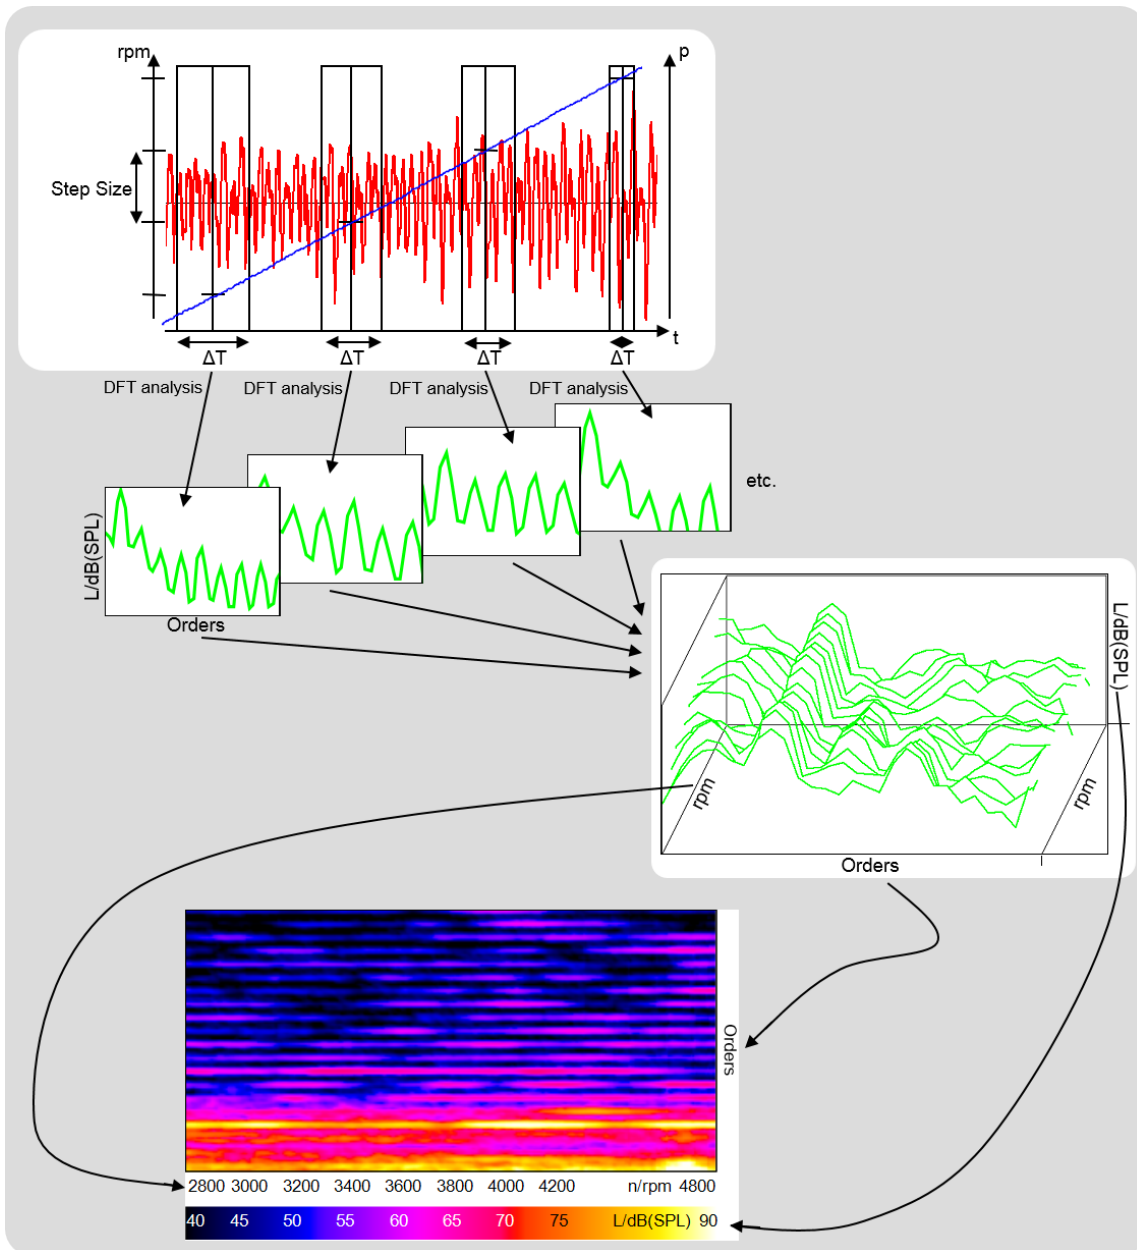 rpm
p
Step Size
t
ΔT ΔT ΔT ΔT
DFT analysis DFT analysis DFT analysis DFT analysis
etc.
L/dB(SPL)
Orders
L/dB(SPL)
rpm
rpm
Orders
Orders
2800 3000 3200 3400 3600 3800 4000 4200 n/rpm 4800
40 45 50 55 60 65 70 75 L/dB(SPL) 90